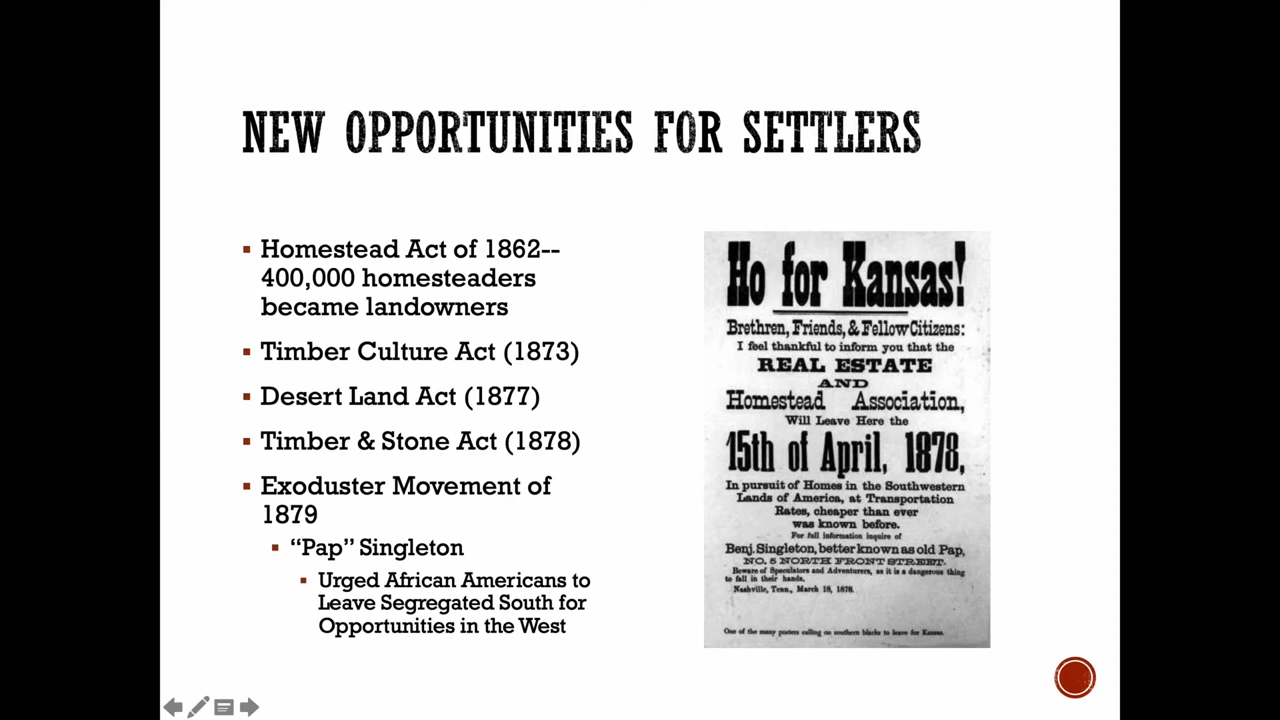 NEW OPPORTUNITIES FOR SETTLERS
Homestead Act of 1862--
400,000 homesteaders
became landowners
Timber Culture Act (1873)
Desert Land Act (1877)
Timber & Stone Act (1878)
Exoduster Movement of
1879
“Pap” Singleton
Urged African Americans to
Leave Segregated South for
Opportunities in the West
Ho for Kansas!
Brethren, Friends, & Fellow Citizens:
I feel thankful to inform you that the
REAL ESTATE
AND
Homestead Association,
Will Leave Here the
15th of April, 1878,
In pursuit of Homes in the Southwestern
Lands of America, at Transportation
Rates, cheaper than ever
was known before.
For full information inquire of
Benj. Singleton, better known as old Pap,
NO. 5 NORTH FRONT STREET.
Beware of Speculators and Adventurers, as it is a dangerous thing
to fall in their hands.
Nashville, Tenn., March 18, 1878.
One of the many posters calling on southern blacks to leave for Kansas.